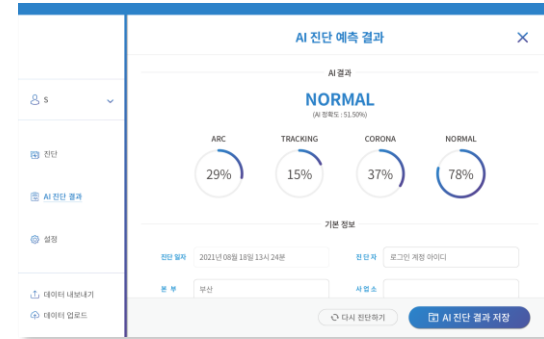 AI 진단 예측 결과
AI 결과
NORMAL
(AI 정확도 : 51.50%)
S
ARC TRACKING CORONA NORMAL
29% 15% 37% 78%
진단
AI 진단 결과
설정
데이터 내보내기
데이터 업로드
기본 정보
진단 일자 2021년 08월 18일 13시 24분 진 단 자 로그인 계정 아이디
본 부 부산 사 업 소
다시 진단하기 AI 진단 결과 저장